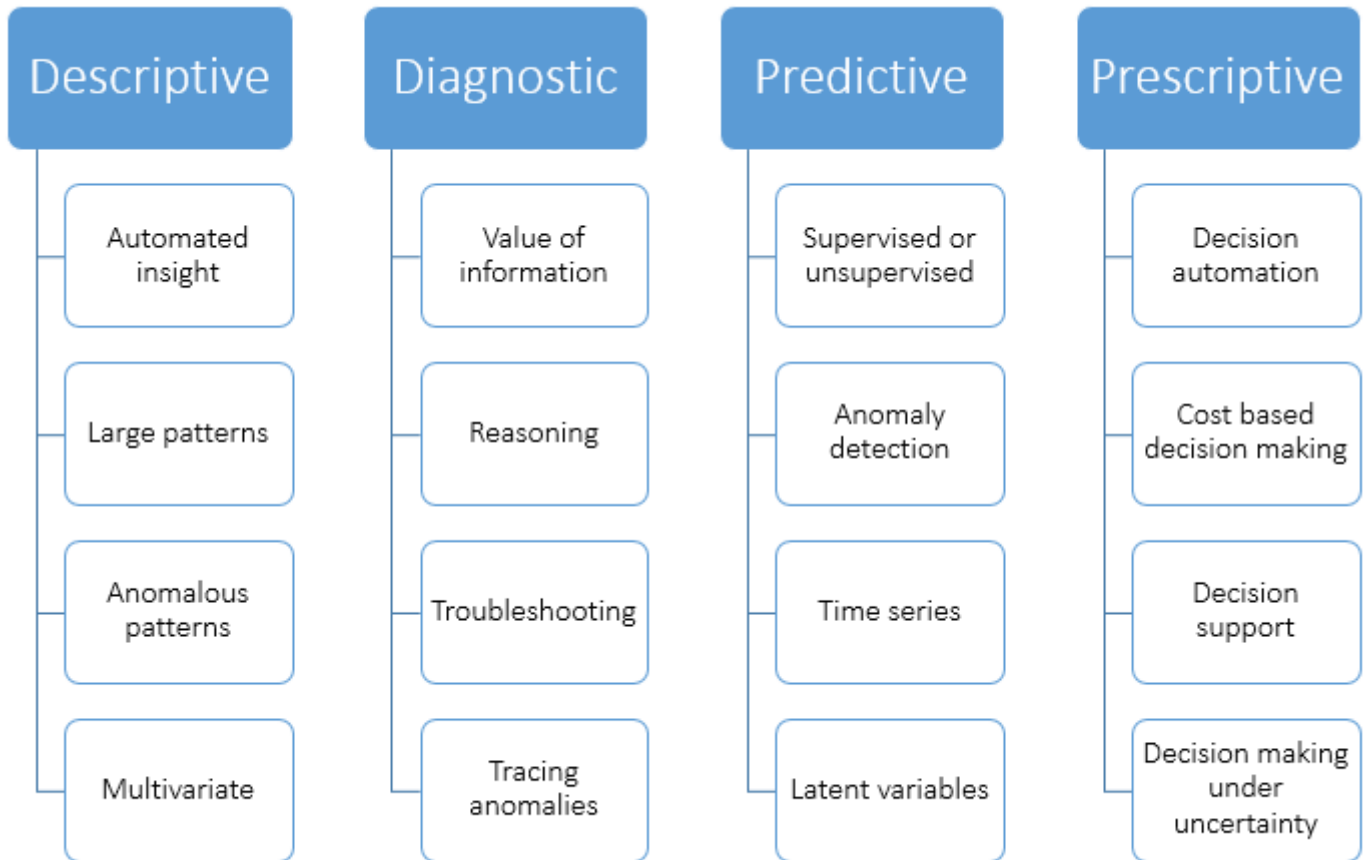 Descriptive
Automated
insight
Large patterns
Anomalous
patterns
Multivariate
Diagnostic
Value of
information
Reasoning
Troubleshooting
Tracing
anomalies
Predictive
Supervised or
unsupervised
Anomaly
detection
Time series
Latent variables
Prescriptive
Decision
automation
Cost based
decision making
Decision
support
Decision making
under
uncertainty